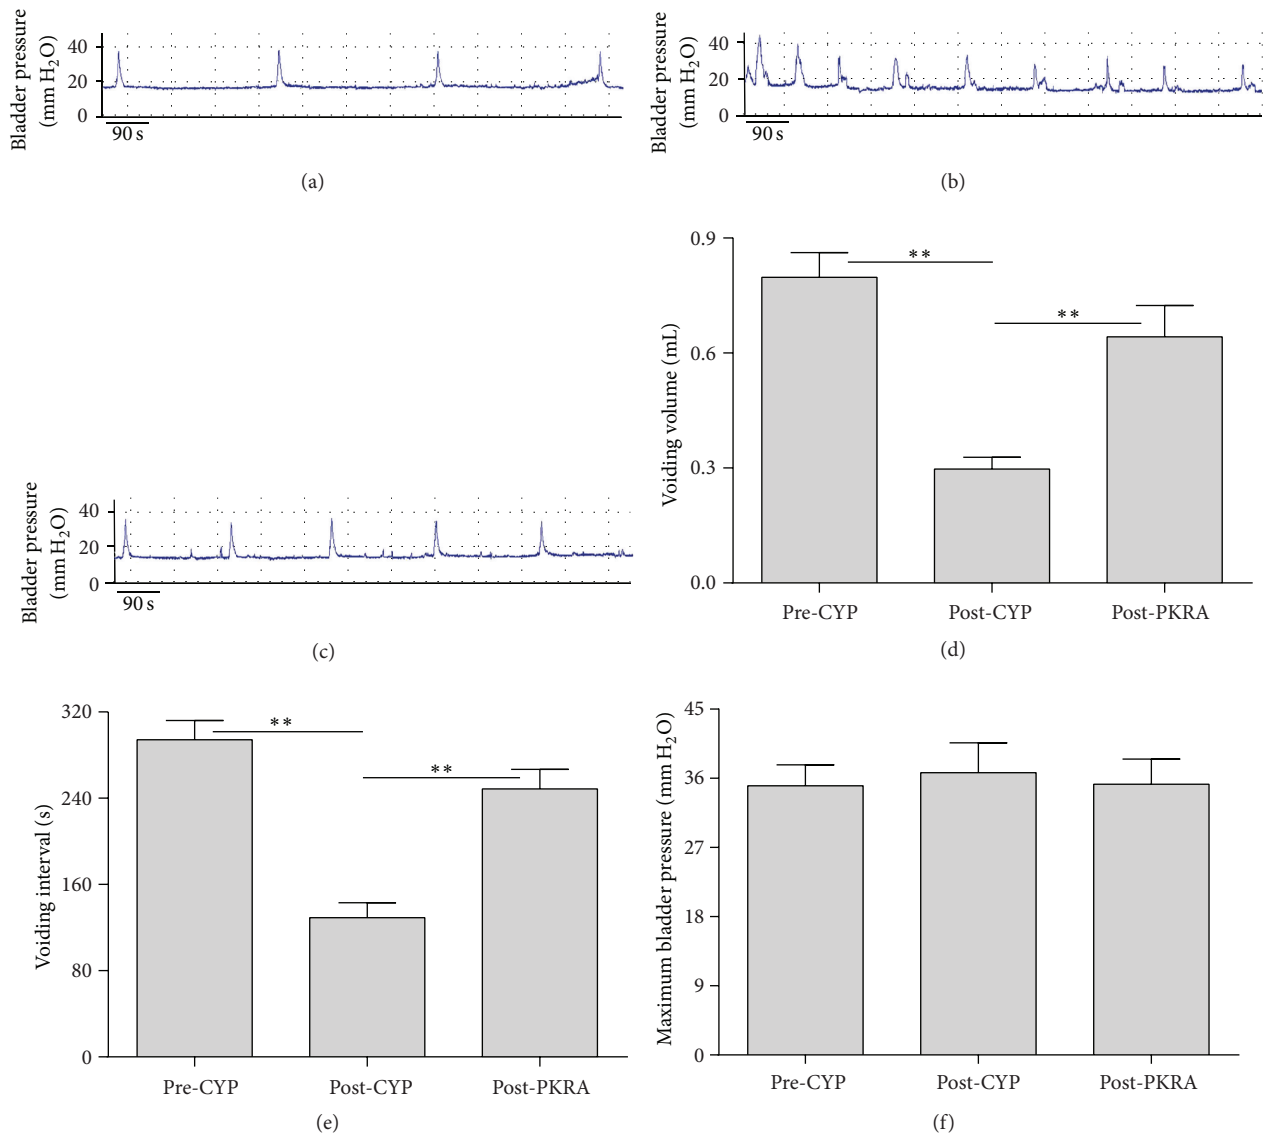 Bladder pressure
(mm H₂O)
40
20
0
90 s
(a)
Bladder pressure
(mm H₂O)
40
20
0
90 s
(b)
Bladder pressure
(mm H₂O)
40
20
0
90 s
(c)
Voiding volume (mL)
0.9
0.6
0.3
0.0
**
**
Pre-CYP
Post-CYP
Post-PKRA
(d)
Voiding interval (s)
320
240
160
80
0
**
**
Pre-CYP
Post-CYP
Post-PKRA
(e)
Maximum bladder pressure (mm H₂O)
45
36
27
18
9
0
Pre-CYP
Post-CYP
Post-PKRA
(f)